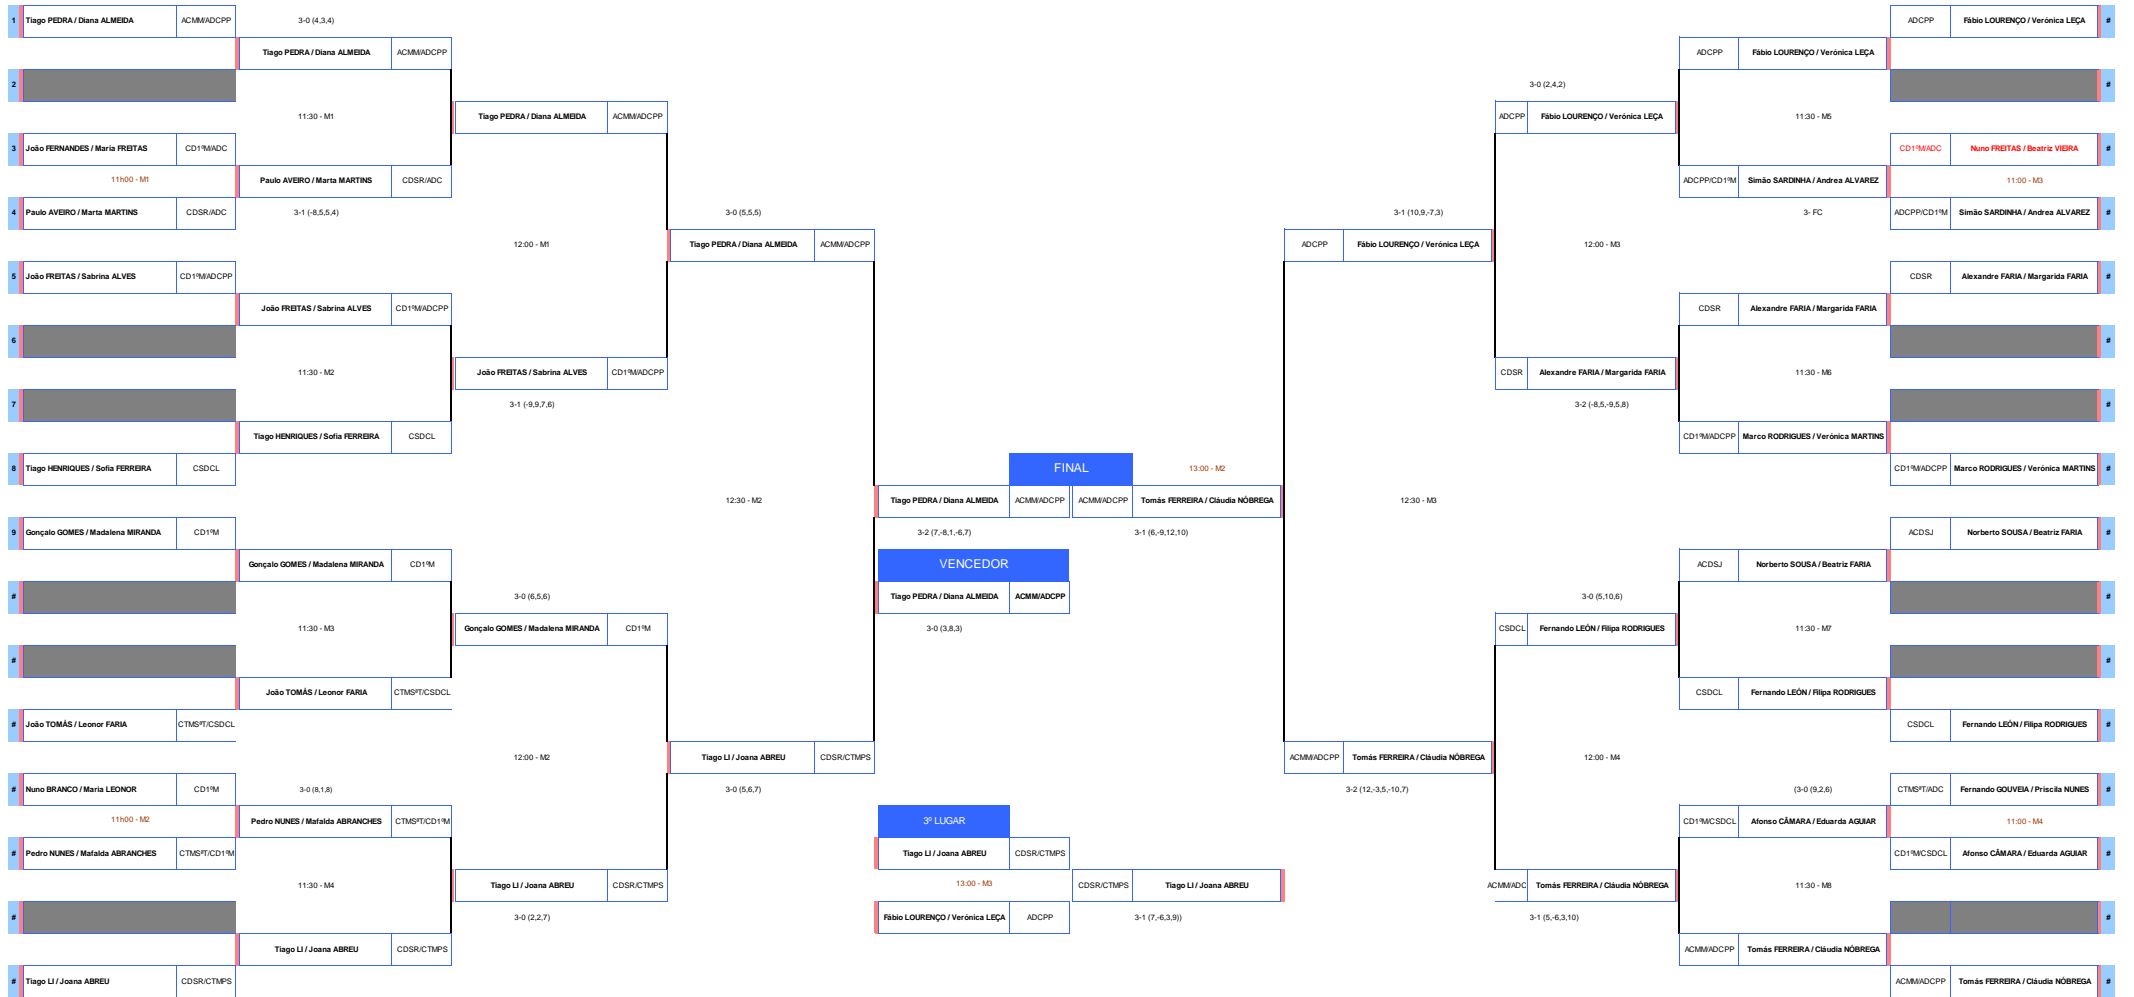 1 Tiago PEDRA / Diana ALMEIDA ACMM/ADCPP 3-0 (4,3,4) ADCPP Fábio LOURENÇO / Verónica LEÇA #
Tiago PEDRA / Diana ALMEIDA ACMM/ADCPP ADCPP Fábio LOURENÇO / Verónica LEÇA
2 3-0 (2,4,2) #
11:30 - M1 Tiago PEDRA / Diana ALMEIDA ACMM/ADCPP ADCPP Fábio LOURENÇO / Verónica LEÇA 11:30 - M5
3 João FERNANDES / Maria FREITAS CD1ºM/ADC CD1ºM/ADC Nuno FREITAS / Beatriz VIEIRA #
11h00 - M1 Paulo AVEIRO / Marta MARTINS CDSR/ADC ADCPP/CD1ºM Simão SARDINHA / Andrea ALVAREZ 11:00 - M3
4 Paulo AVEIRO / Marta MARTINS CDSR/ADC 3-1 (-8,5,5,4) 3-0 (5,5,5) 3-1 (10,9,-7,3) 3- FC ADCPP/CD1ºM Simão SARDINHA / Andrea ALVAREZ #
12:00 - M1 Tiago PEDRA / Diana ALMEIDA ACMM/ADCPP ADCPP Fábio LOURENÇO / Verónica LEÇA 12:00 - M3
5 João FREITAS / Sabrina ALVES CD1ºM/ADCPP CDSR Alexandre FARIA / Margarida FARIA #
João FREITAS / Sabrina ALVES CD1ºM/ADCPP CDSR Alexandre FARIA / Margarida FARIA
6 #
11:30 - M2 João FREITAS / Sabrina ALVES CD1ºM/ADCPP CDSR Alexandre FARIA / Margarida FARIA 11:30 - M6
7 3-1 (-9,9,7,6) 3-2 (-8,5,-9,5,8) #
Tiago HENRIQUES / Sofia FERREIRA CSDCL CD1ºM/ADCPP Marco RODRIGUES / Verónica MARTINS
8 Tiago HENRIQUES / Sofia FERREIRA CSDCL FINAL 13:00 - M2 CD1ºM/ADCPP Marco RODRIGUES / Verónica MARTINS #
12:30 - M2 Tiago PEDRA / Diana ALMEIDA ACMM/ADCPP ACMM/ADCPP Tomás FERREIRA / Cláudia NÓBREGA 12:30 - M3
9 Gonçalo GOMES / Madalena MIRANDA CD1ºM 3-2 (7,-8,1,-6,7) 3-1 (6,-9,12,10) ACDSJ Norberto SOUSA / Beatriz FARIA #
Gonçalo GOMES / Madalena MIRANDA CD1ºM VENCEDOR ACDSJ Norberto SOUSA / Beatriz FARIA
# 3-0 (6,5,6) Tiago PEDRA / Diana ALMEIDA ACMM/ADCPP 3-0 (5,10,6) #
11:30 - M3 Gonçalo GOMES / Madalena MIRANDA CD1ºM 3-0 (3,8,3) CSDCL Fernando LEÓN / Filipa RODRIGUES 11:30 - M7
# #
João TOMÁS / Leonor FARIA CTMSªT/CSDCL CSDCL Fernando LEÓN / Filipa RODRIGUES
# João TOMÁS / Leonor FARIA CTMSªT/CSDCL CSDCL Fernando LEÓN / Filipa RODRIGUES #
12:00 - M2 Tiago LI / Joana ABREU CDSR/CTMPS ACMM/ADCPP Tomás FERREIRA / Cláudia NÓBREGA 12:00 - M4
# Nuno BRANCO / Maria LEONOR CD1ºM 3-0 (8,1,8) 3-0 (5,6,7) 3-2 (12,-3,5,-10,7) (3-0 (9,2,6) CTMSªT/ADC Fernando GOUVEIA / Priscila NUNES #
11h00 - M2 Pedro NUNES / Mafalda ABRANCHES CTMSªT/CD1ºM 3º LUGAR CD1ºM/CSDCL Afonso CÂMARA / Eduarda AGUIAR 11:00 - M4
# Pedro NUNES / Mafalda ABRANCHES CTMSªT/CD1ºM Tiago LI / Joana ABREU CDSR/CTMPS CD1ºM/CSDCL Afonso CÂMARA / Eduarda AGUIAR #
11:30 - M4 Tiago LI / Joana ABREU CDSR/CTMPS 13:00 - M3 CDSR/CTMPS Tiago LI / Joana ABREU ACMM/ADC Tomás FERREIRA / Cláudia NÓBREGA 11:30 - M8
# 3-0 (2,2,7) Fábio LOURENÇO / Verónica LEÇA ADCPP 3-1 (7,-6,3,9)) 3-1 (5,-6,3,10) #
Tiago LI / Joana ABREU CDSR/CTMPS ACMM/ADCPP Tomás FERREIRA / Cláudia NÓBREGA
# Tiago LI / Joana ABREU CDSR/CTMPS ACMM/ADCPP Tomás FERREIRA / Cláudia NÓBREGA #